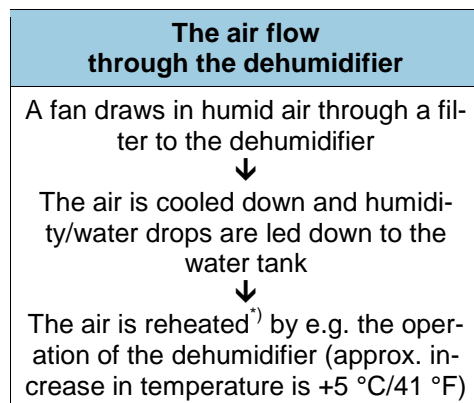 The air flow
through the dehumidifier
A fan draws in humid air through a fil-
ter to the dehumidifier
↓
The air is cooled down and humidi-
ty/water drops are led down to the
water tank
↓
The air is reheated*) by e.g. the oper-
ation of the dehumidifier (approx. in-
crease in temperature is +5 °C/41 °F)